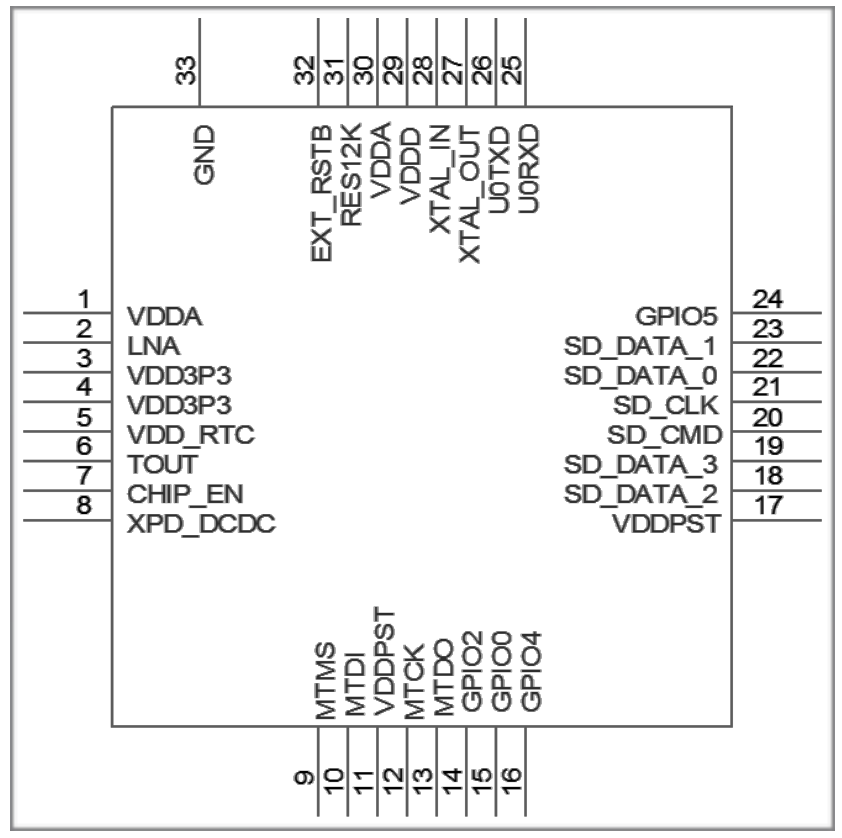 33 32 31 30 29 28 27 26 25
GND EXT_RSTB RES12K VDDA VDDD XTAL_IN XTAL_OUT U0TXD U0RXD
1 VDDA
2 LNA
3 VDD3P3
4 VDD3P3
5 VDD_RTC
6 TOUT
7 CHIP_EN
8 XPD_DCDC
GPIO5 24
SD_DATA_1 23
SD_DATA_0 22
SD_CLK 21
SD_CMD 20
SD_DATA_3 19
SD_DATA_2 18
VDDPST 17
MTMS MTDI VDDPST MTCK MTDO GPIO2 GPIO0 GPIO4
9 10 11 12 13 14 15 16